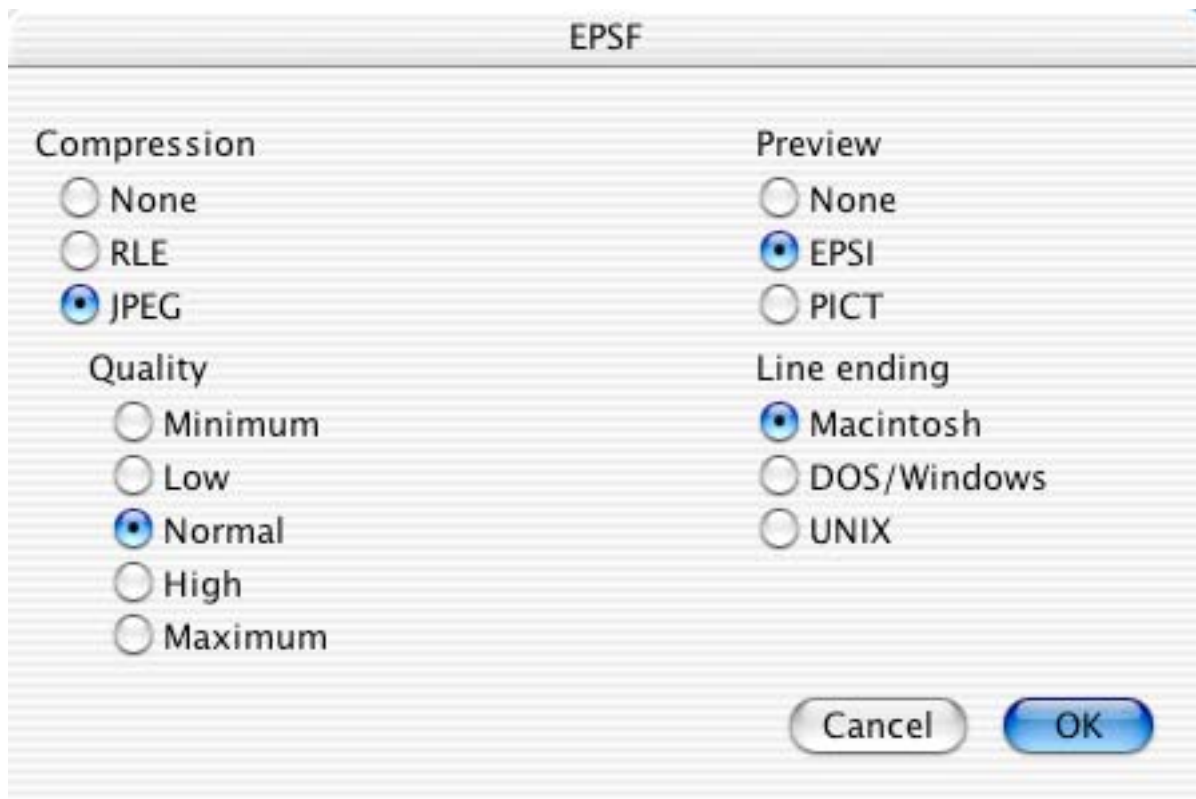 EPSF
Compression
None
RLE
JPEG
Quality
Minimum
Low
Normal
High
Maximum
Preview
None
EPSI
PICT
Line ending
Macintosh
DOS/Windows
UNIX
Cancel
OK